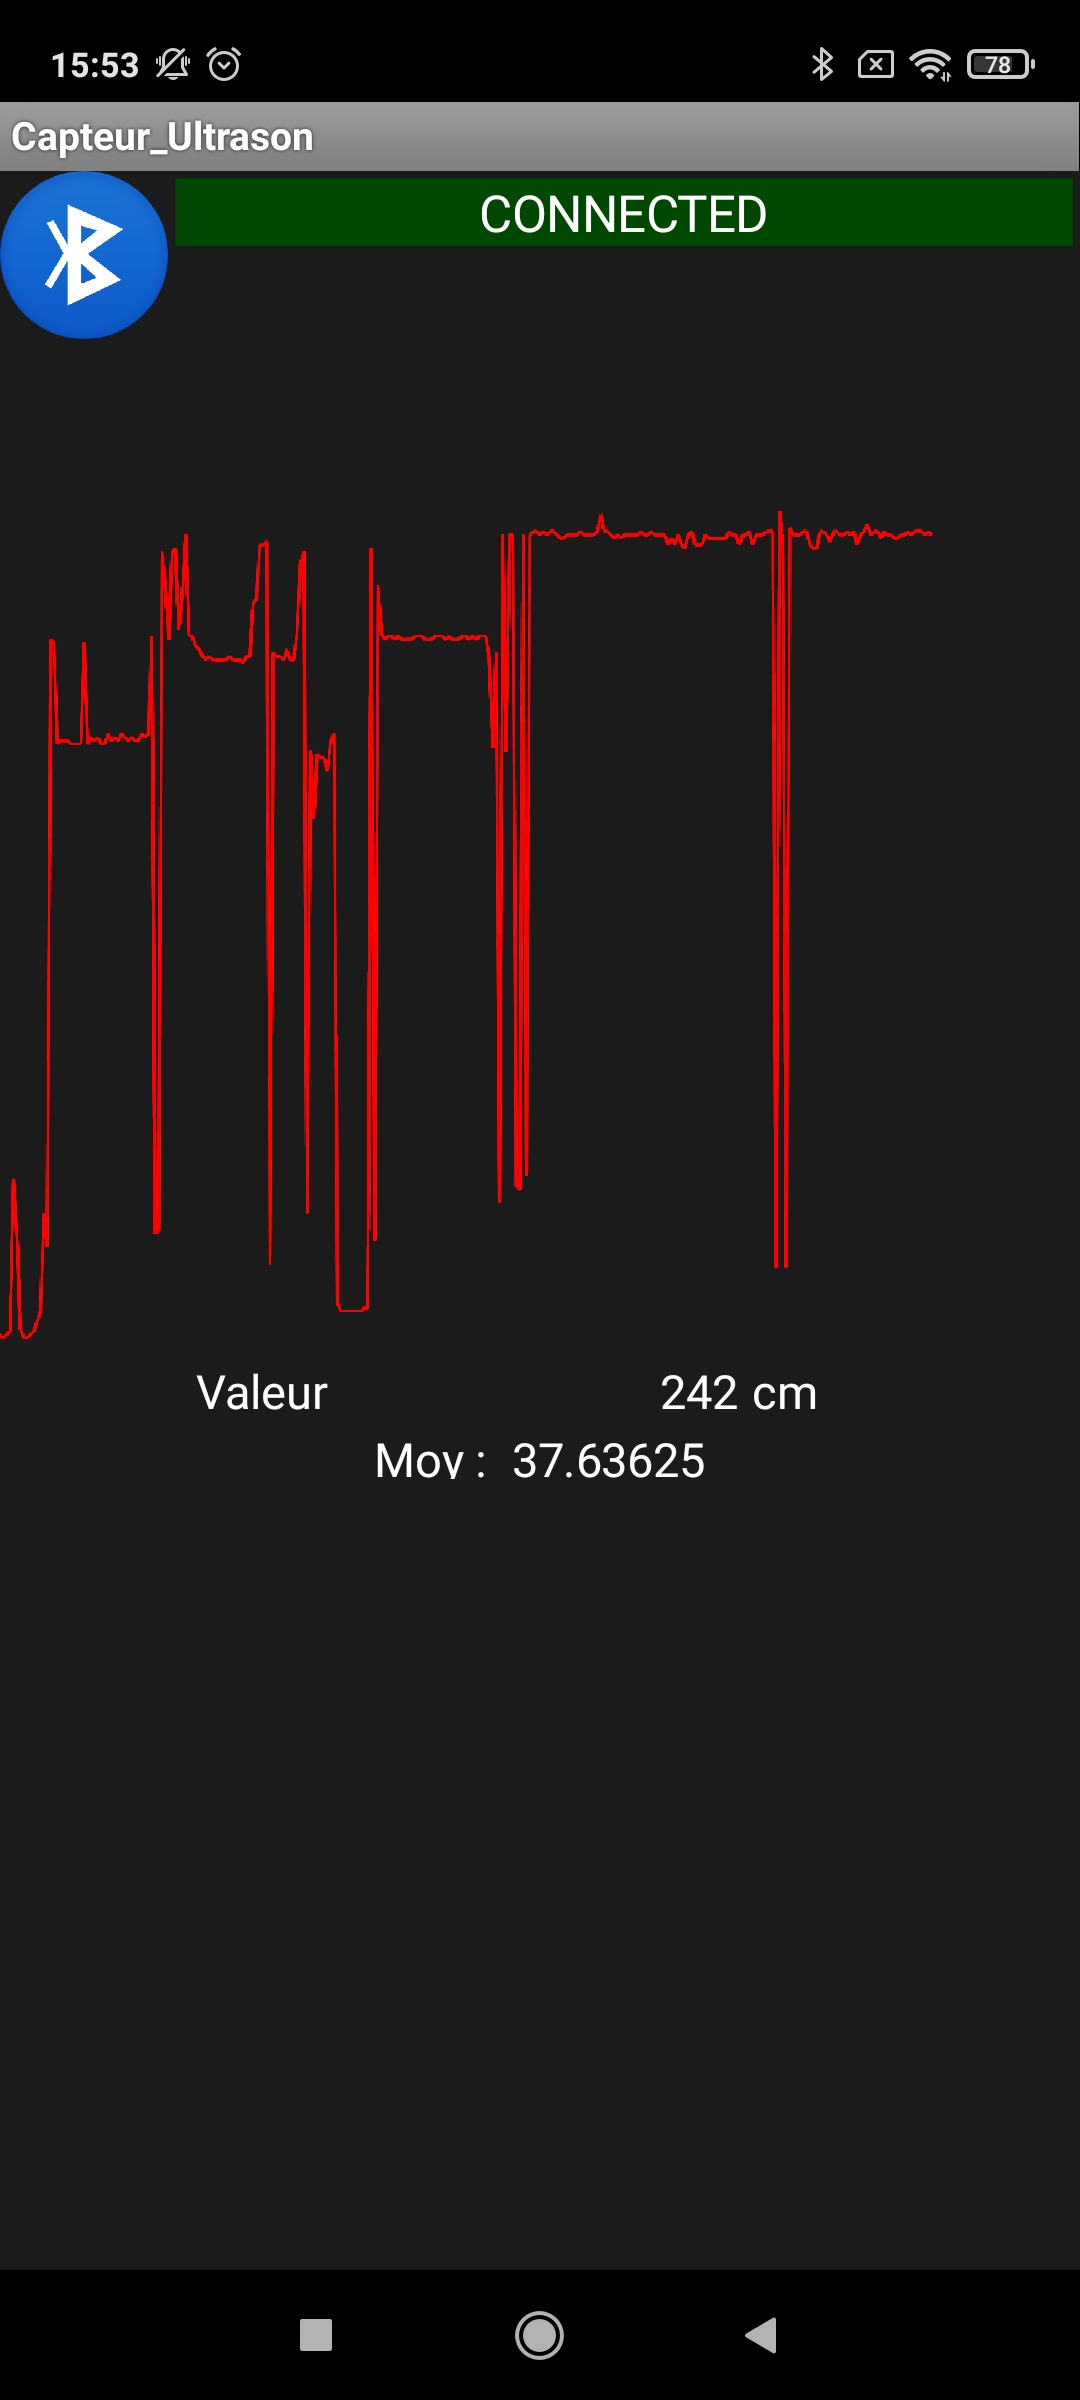 15:53 78
Capteur_Ultrason
CONNECTED
Valeur 242 cm
Moy : 37.63625